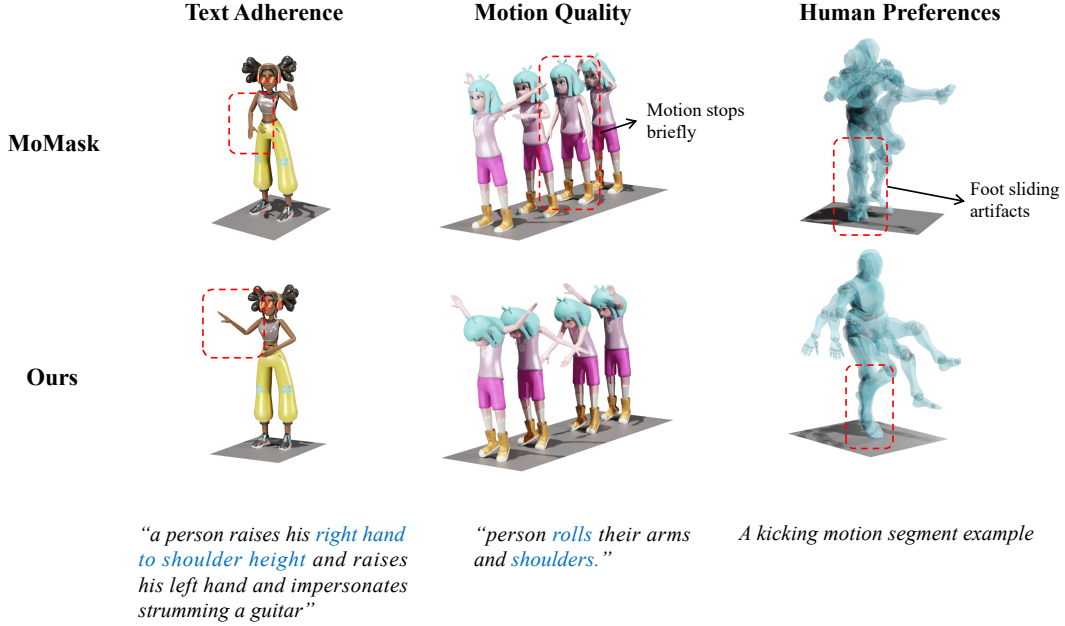 Text Adherence
Motion Quality
Human Preferences
MoMask
Motion stops
briefly
Foot sliding
artifacts
Ours
“a person raises his right hand
to shoulder height and raises
his left hand and impersonates
strumming a guitar”
“person rolls their arms
and shoulders.”
A kicking motion segment example